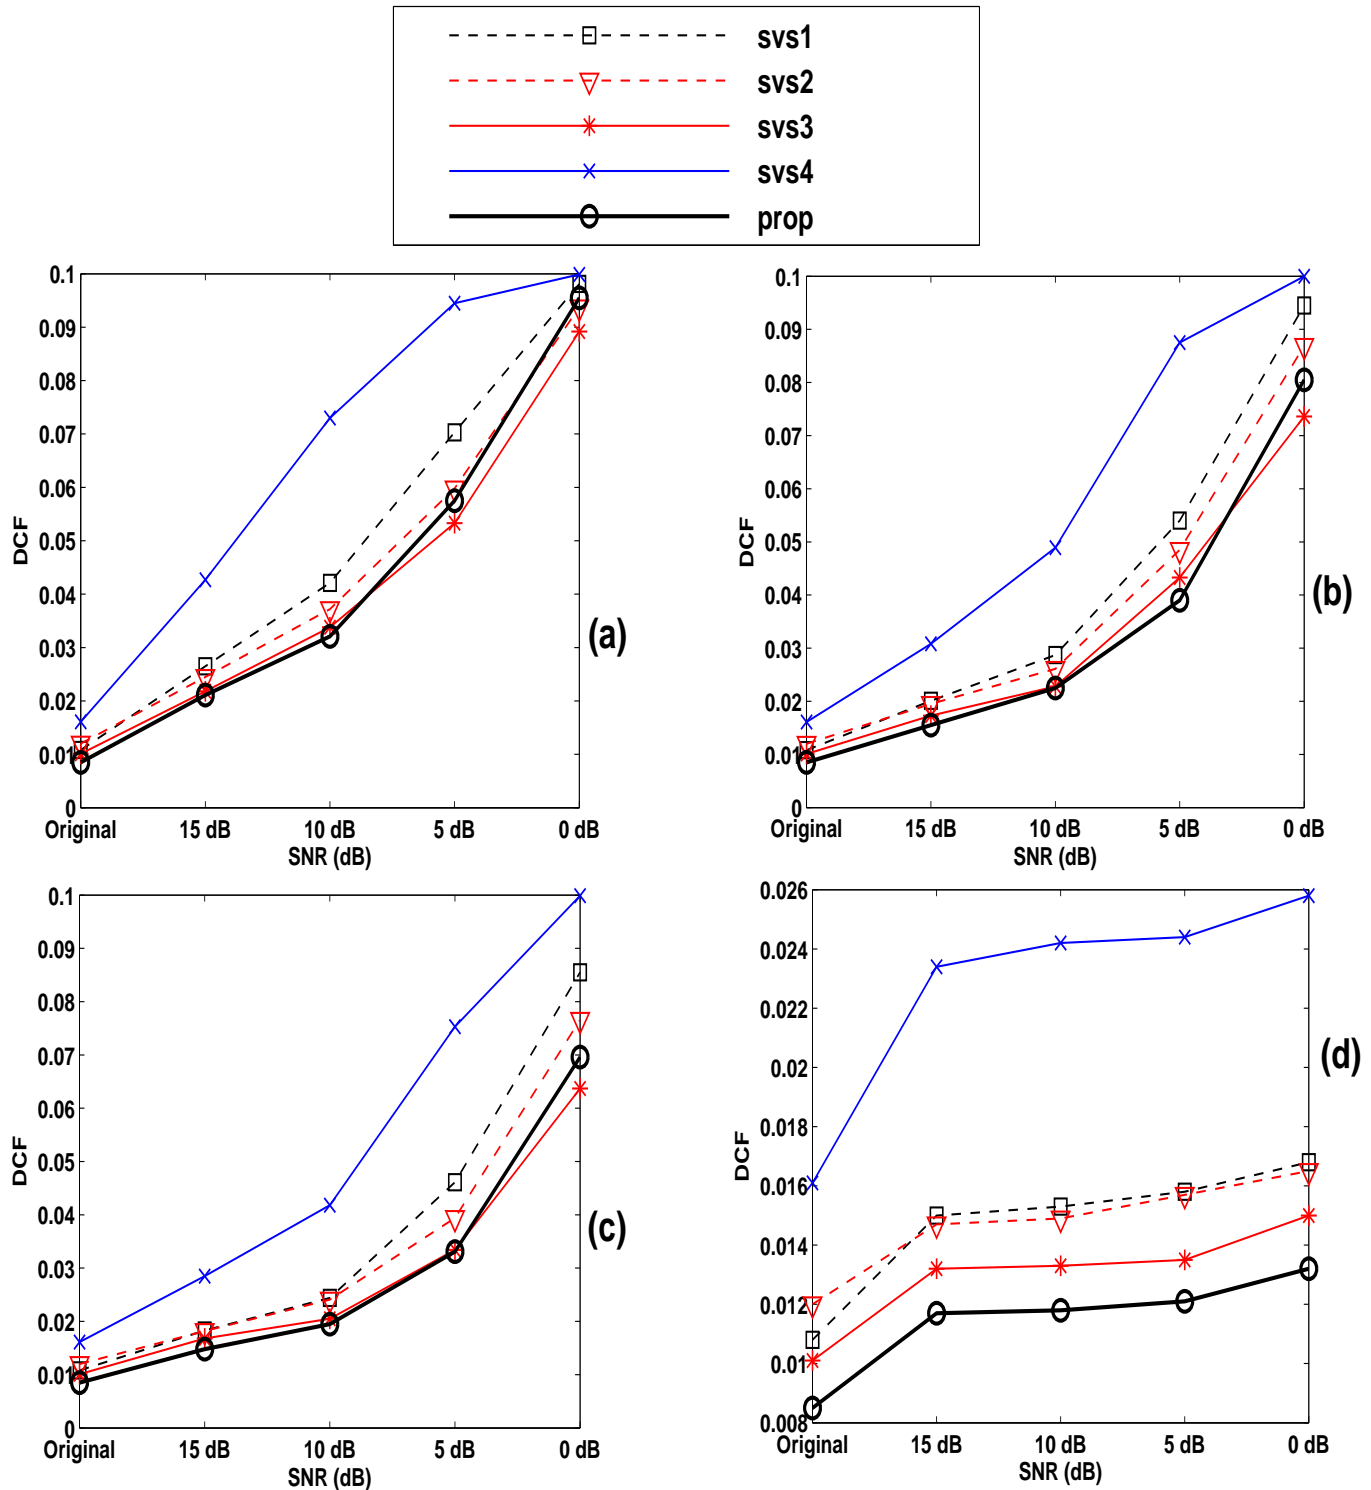 svs1
svs2
svs3
svs4
prop
0.1
0.09
0.08
0.07
0.06
0.05
0.04
0.03
0.02
0.01
0
DCF
Original 15 dB 10 dB 5 dB 0 dB
SNR (dB)
(a)
0.1
0.09
0.08
0.07
0.06
0.05
0.04
0.03
0.02
0.01
0
DCF
Original 15 dB 10 dB 5 dB 0 dB
SNR (dB)
(b)
0.1
0.09
0.08
0.07
0.06
0.05
0.04
0.03
0.02
0.01
0
DCF
Original 15 dB 10 dB 5 dB 0 dB
SNR (dB)
(c)
0.026
0.024
0.022
0.02
0.018
0.016
0.014
0.012
0.01
0.008
DCF
Original 15 dB 10 dB 5 dB 0 dB
SNR (dB)
(d)